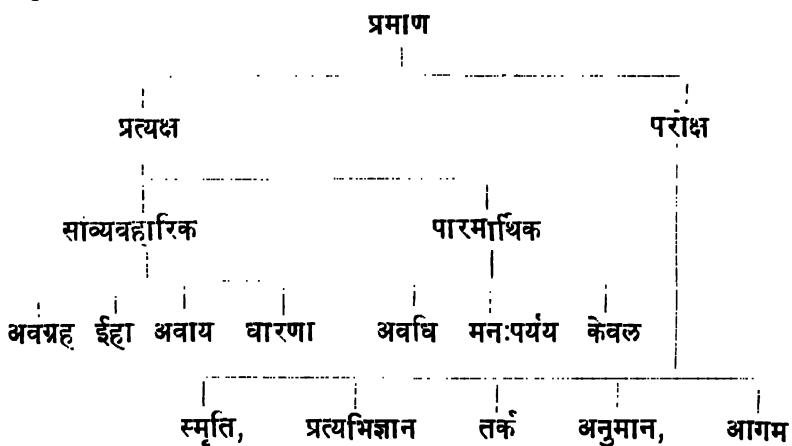 प्रमाण
प्रत्यक्ष परोक्ष
सांव्यवहारिक पारमार्थिक
अवग्रह ईहा अवाय धारणा अवधि मनःपर्यय केवल
स्मृति, प्रत्यभिज्ञान तर्क अनुमान, आगम